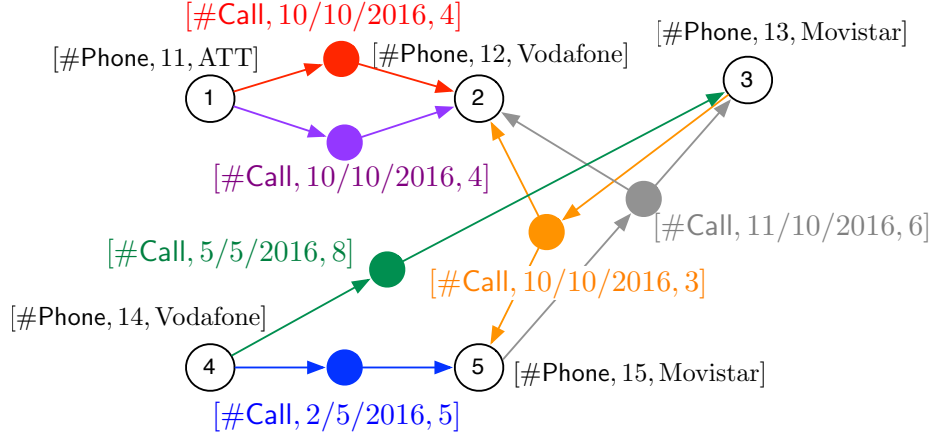 [#Call, 10/10/2016, 4]
[#Phone, 11, ATT]
[#Phone, 12, Vodafone]
[#Phone, 13, Movistar]
1
2
3
[#Call, 10/10/2016, 4]
[#Call, 11/10/2016, 6]
[#Call, 5/5/2016, 8]
[#Call, 10/10/2016, 3]
[#Phone, 14, Vodafone]
4
5
[#Phone, 15, Movistar]
[#Call, 2/5/2016, 5]